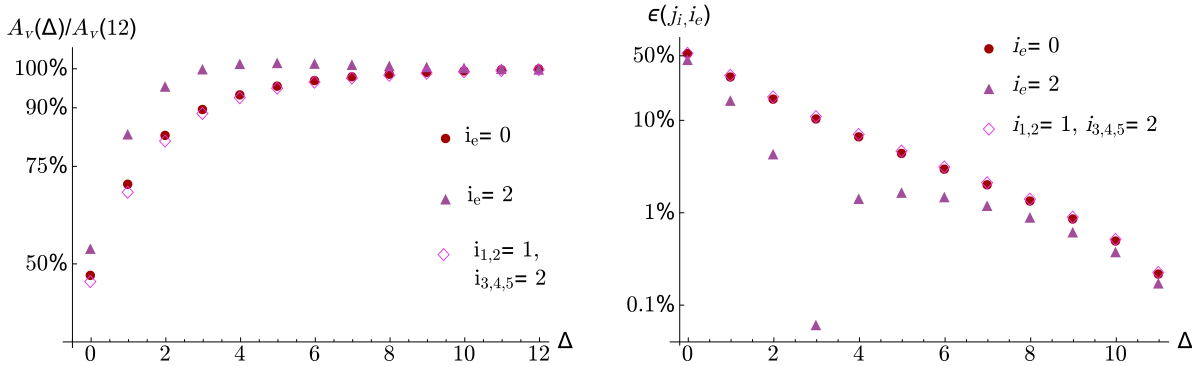 A_v(Δ)/A_v(12)
100%
90%
75%
50%
0 2 4 6 8 10 12 Δ
i_e= 0
i_e= 2
i_{1,2}= 1,
i_{3,4,5}= 2
ϵ(j_i,i_e)
50%
10%
1%
0.1%
0 2 4 6 8 10 Δ
i_e= 0
i_e= 2
i_{1,2}= 1, i_{3,4,5}= 2